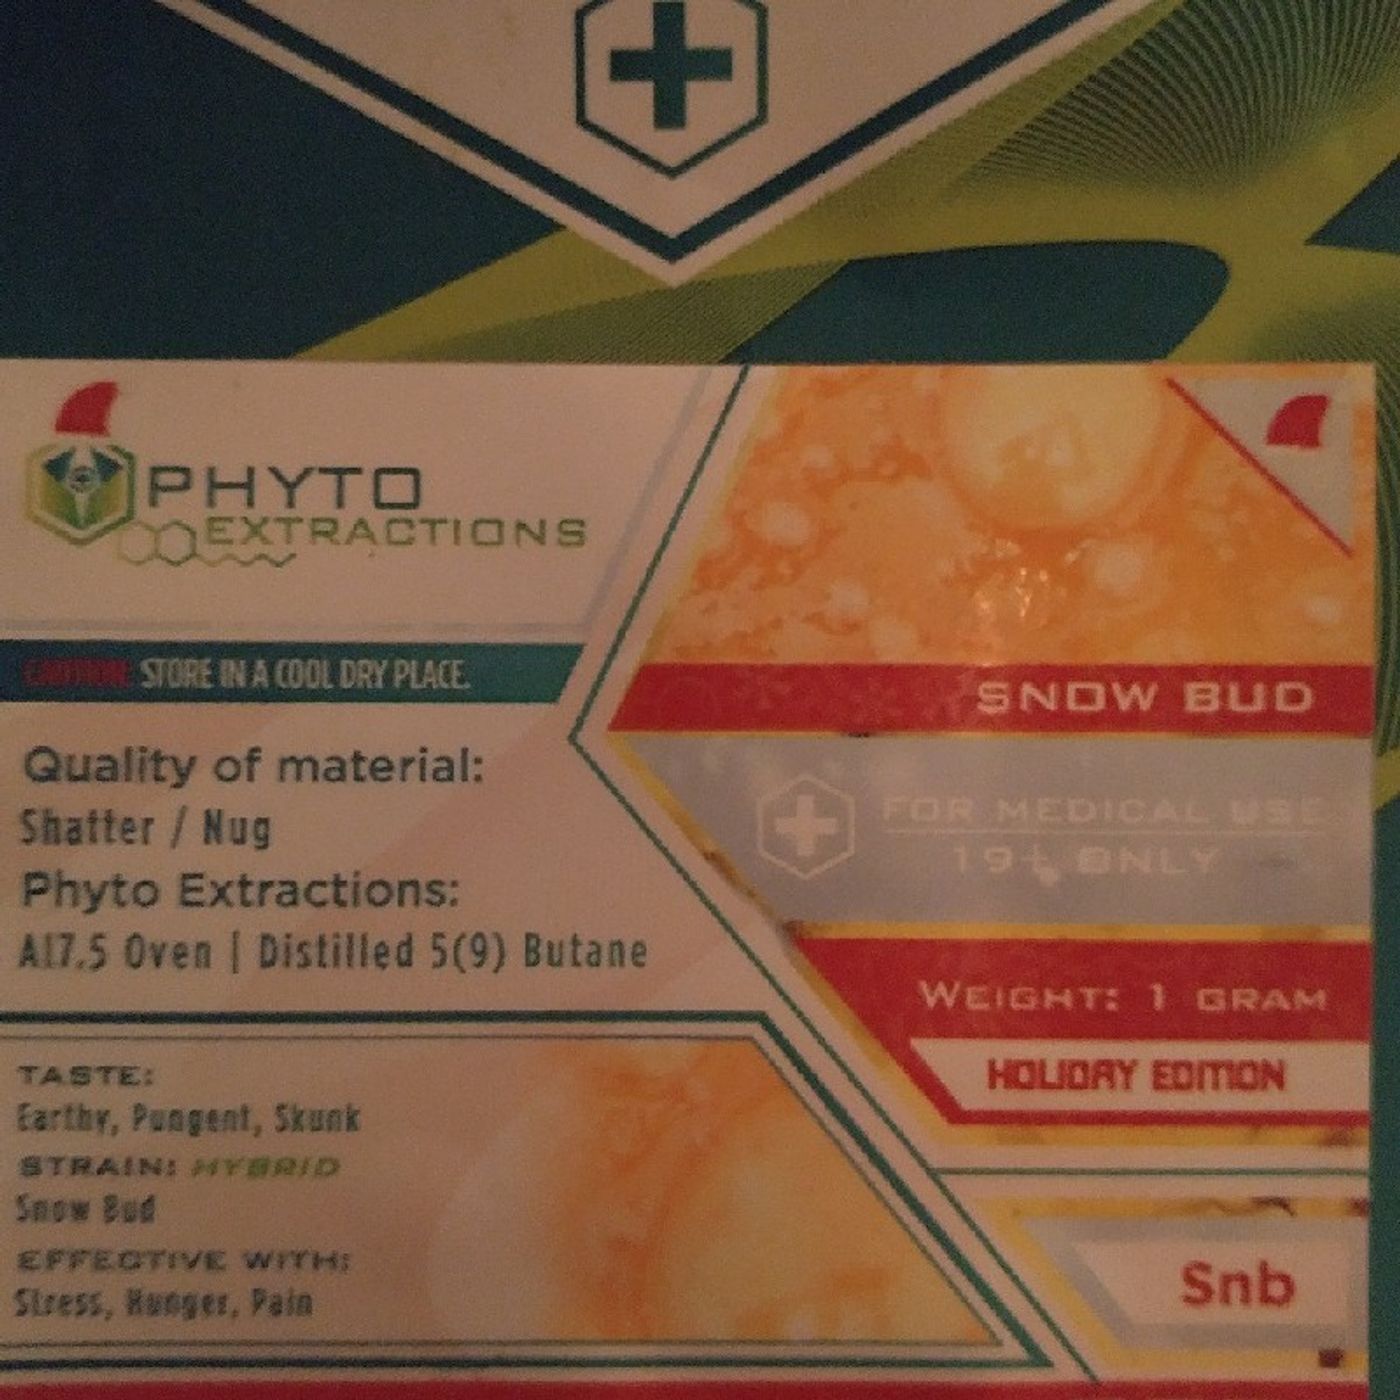 PHYTO
EXTRACTIONS
CAUTION: STORE IN A COOL DRY PLACE.
Quality of material:
Shatter / Nug
Phyto Extractions:
AI7.5 Oven | Distilled 5(9) Butane
TASTE:
Earthy, Pungent, Skunk
STRAIN: HYBRID
Snow Bud
EFFECTIVE WITH:
Stress, Hunger, Pain
SNOW BUD
FOR MEDICAL USE
19+ ONLY
WEIGHT: 1 GRAM
HOLIDAY EDITION
Snb